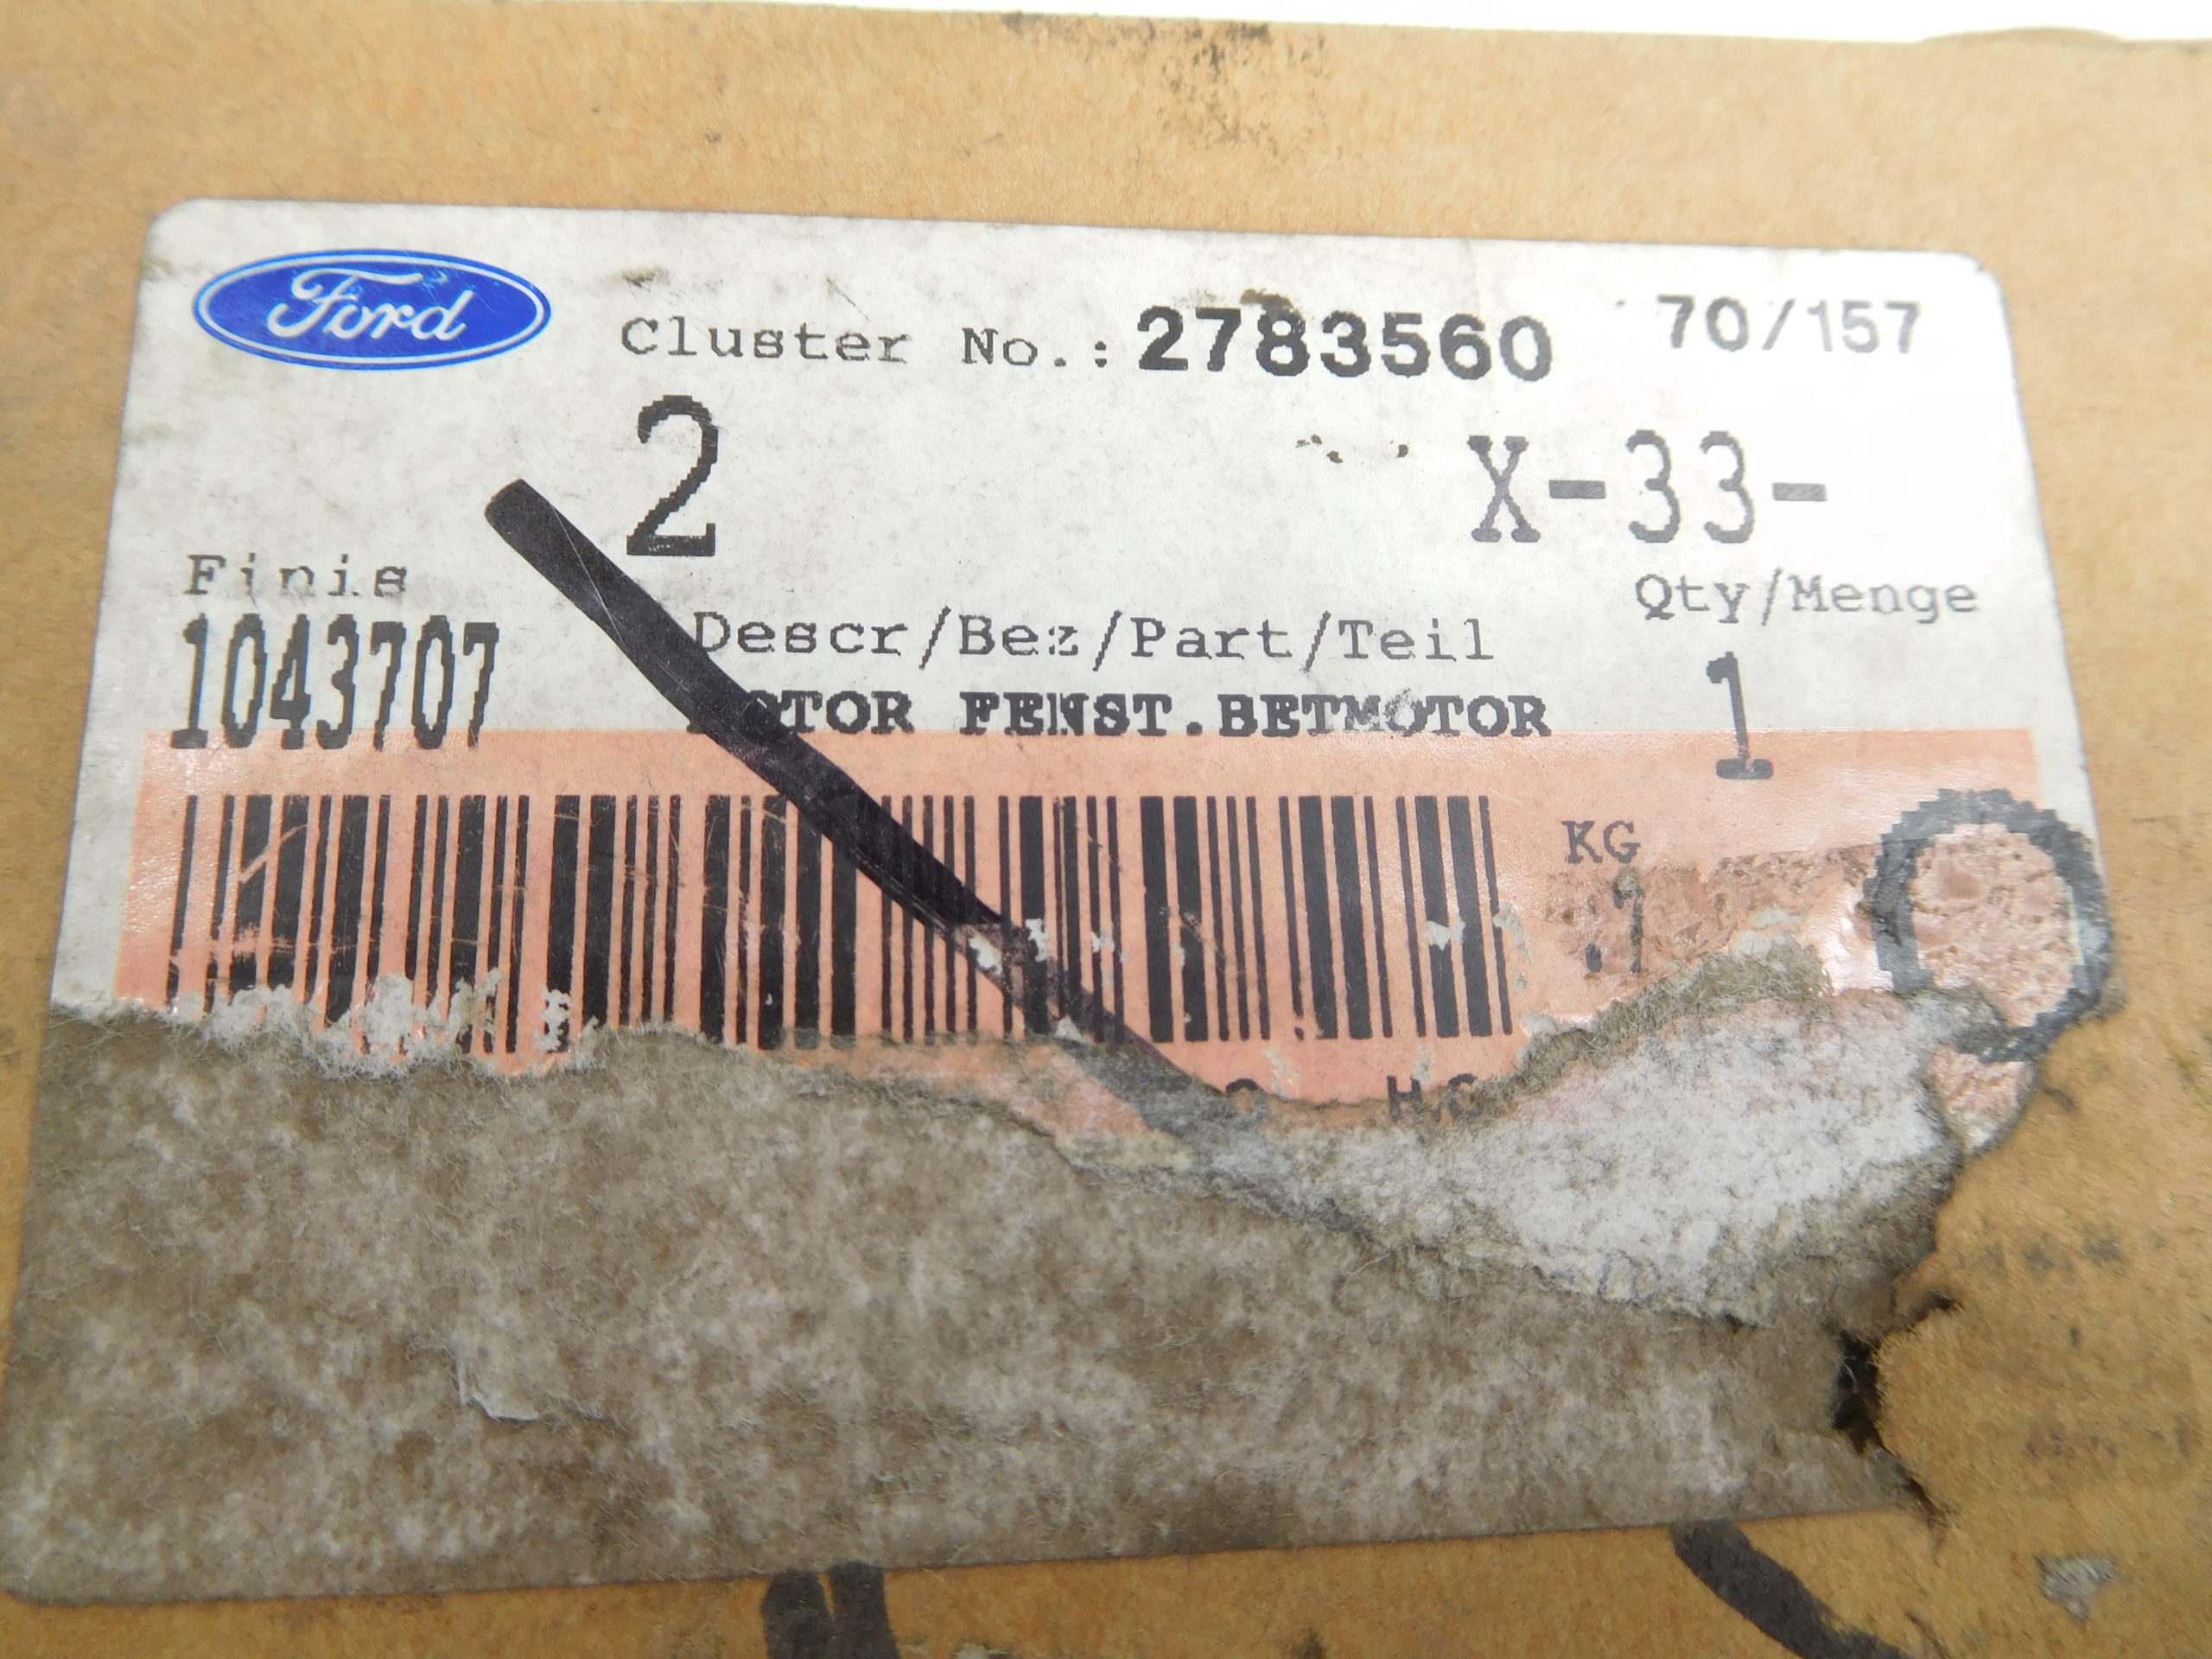 Ford
Cluster No.: 2783560 70/157
2 X-33-
Finis
1043707
Descr/Bez/Part/Teil
MOTOR FENST.BETMOTOR
Qty/Menge
1
KG